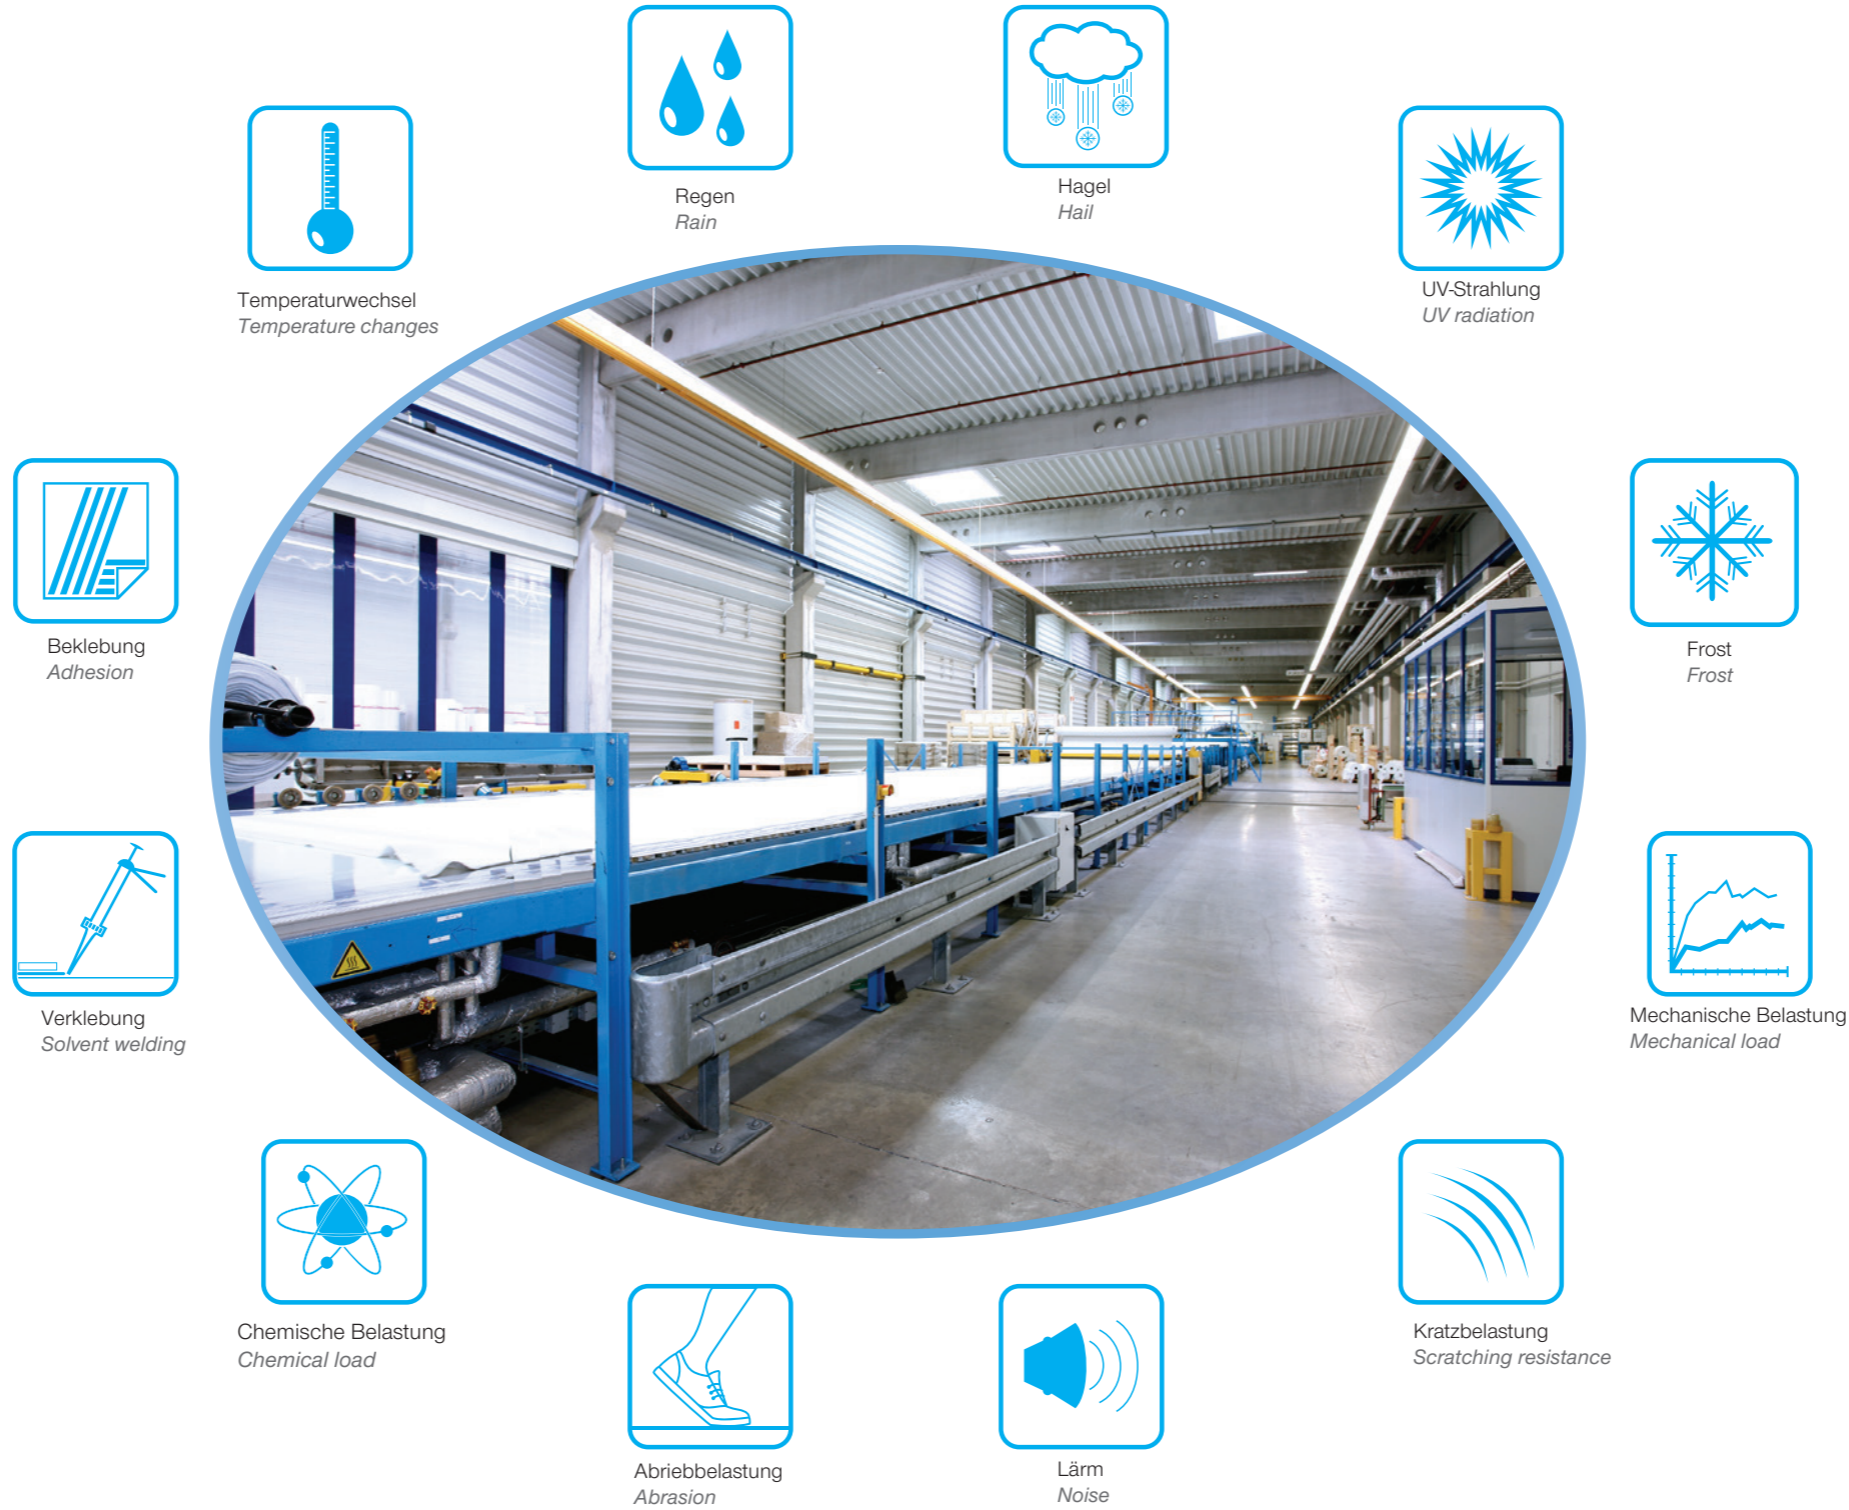 Regen
Rain
Hagel
Hail
Temperaturwechsel
Temperature changes
UV-Strahlung
UV radiation
Beklebung
Adhesion
Frost
Frost
Verklebung
Solvent welding
Mechanische Belastung
Mechanical load
Chemische Belastung
Chemical load
Kratzbelastung
Scratching resistance
Abriebbelastung
Abrasion
Lärm
Noise